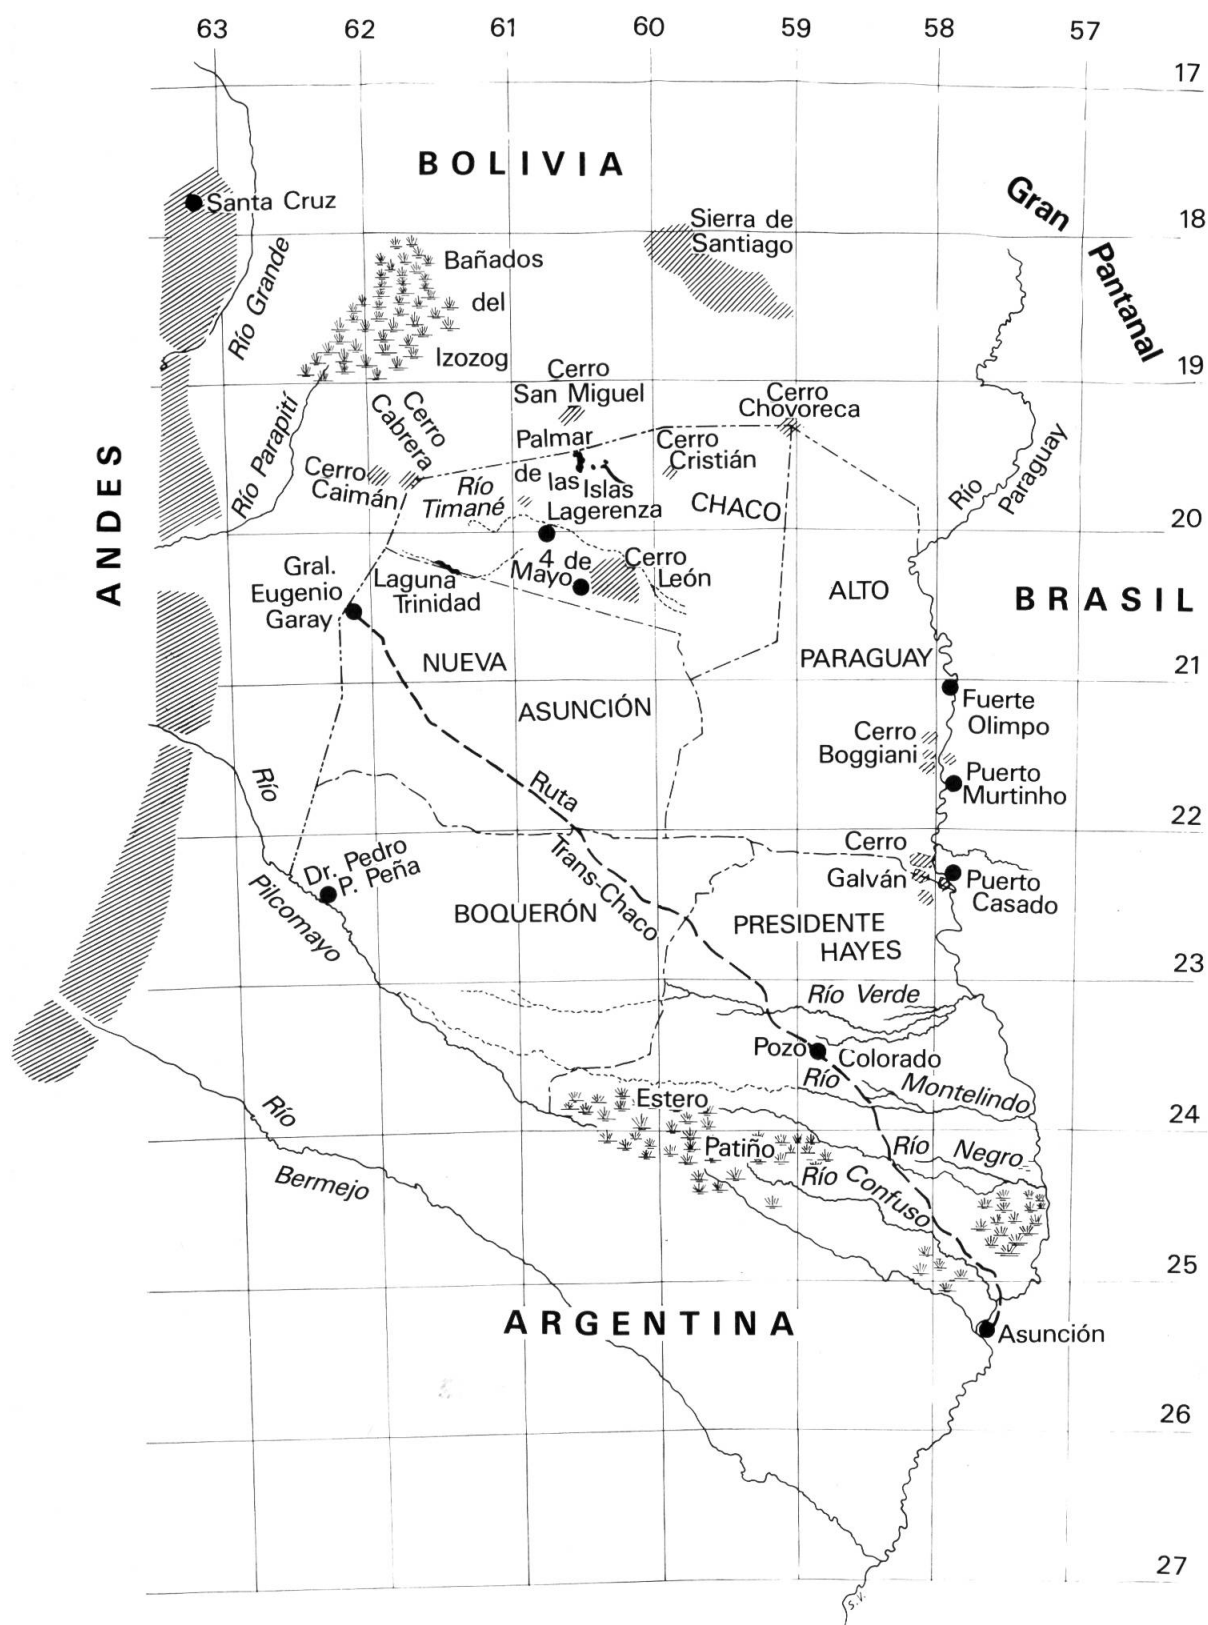 63 62 61 60 59 58 57
17
BOLIVIA
Gran
Pantanal
Santa Cruz
Sierra de
Santiago
18
Río Grande
Bañados
del
Izozog
19
Cerro
San Miguel
Cerro
Chovoreca
Cerro
Cabrera
Río Parapití
Palmar
de las Islas
Cerro
Cristián
Cerro
Caimán
Río
Timané
Lagerenza
CHACO
Río
Paraguay
20
ANDES
Gral.
Eugenio
Garay
Laguna
Trinidad
4 de
Mayo
Cerro
León
ALTO
PARAGUAY
BRASIL
NUEVA
ASUNCIÓN
21
Fuerte
Olimpo
Cerro
Boggiani
Puerto
Murtinho
Río
Pilcomayo
Ruta
Trans-Chaco
22
Cerro
Galván
Puerto
Casado
Dr. Pedro
P. Peña
BOQUERÓN
PRESIDENTE
HAYES
23
Río Verde
Pozo Colorado
Río Montelindo
Estero
Patiño
24
Río Negro
Río Confuso
Río
Bermejo
25
ARGENTINA
Asunción
26
27
S.V.